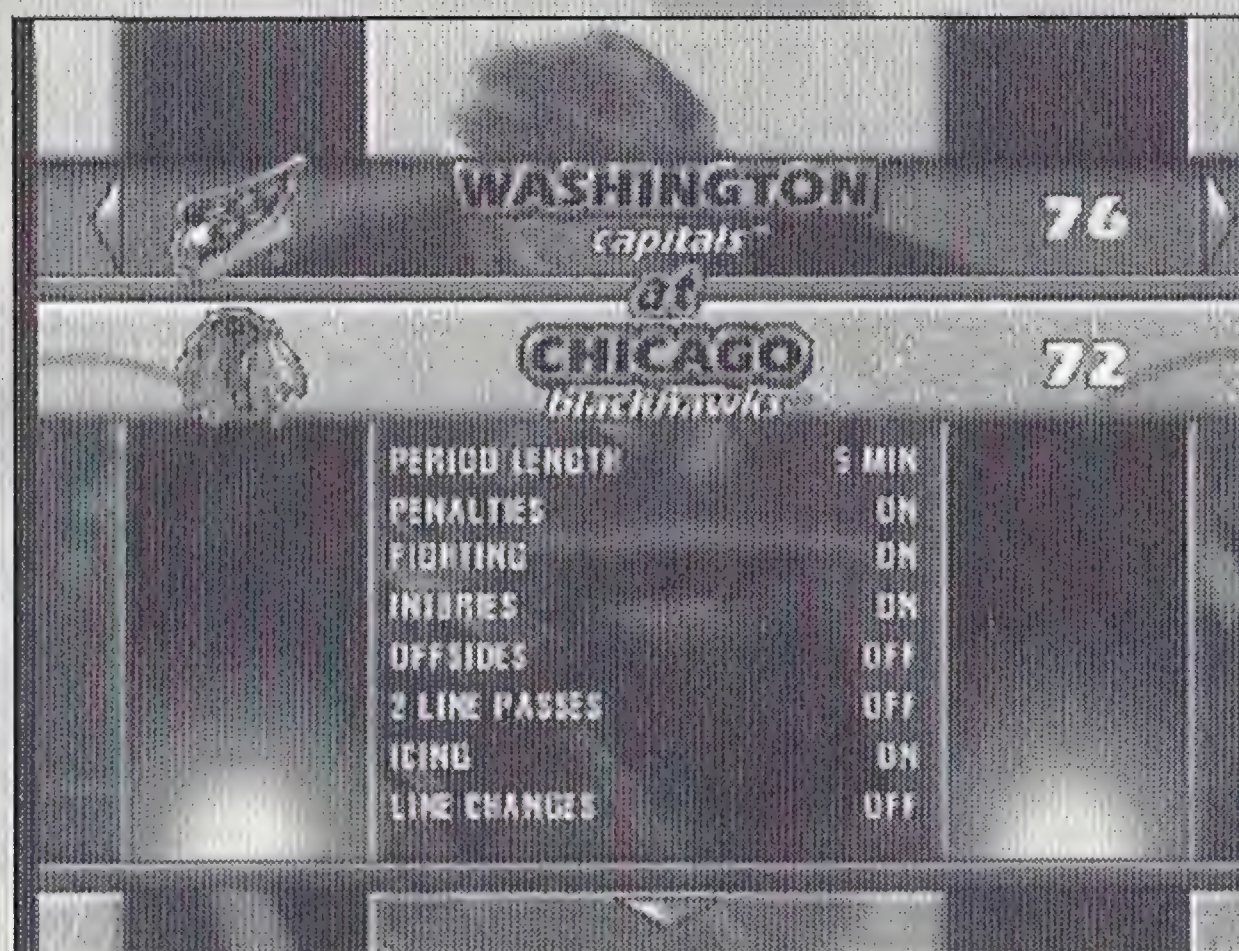 WASHINGTON 76
capitals™
at
CHICAGO 72
blackhawks
PERIOD LENGTH 5 MIN
PENALTIES ON
FIGHTING ON
INJURIES ON
OFFSIDES OFF
2 LINE PASSES OFF
ICING ON
LINE CHANGES OFF